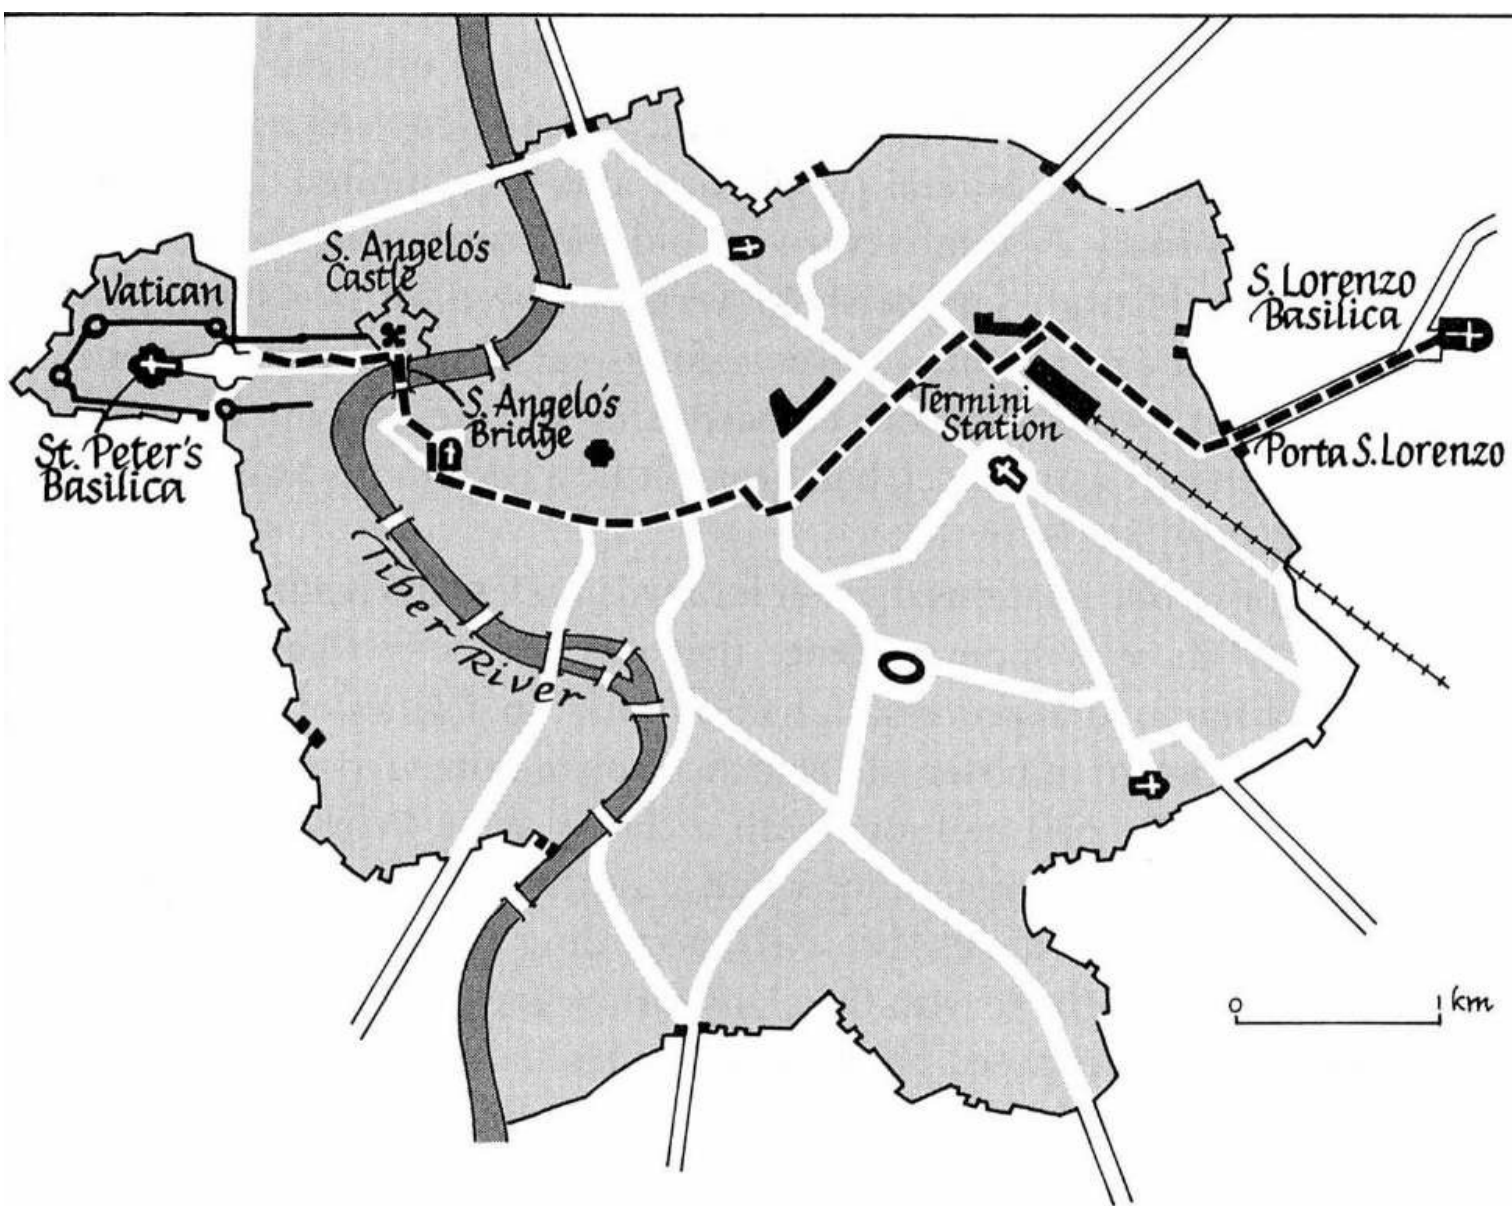 S. Angelo's
Castle
Vatican
S. Lorenzo
Basilica
S. Angelo's
Bridge
Termini
Station
St. Peter's
Basilica
Porta S. Lorenzo
Tiber River
0 1 km